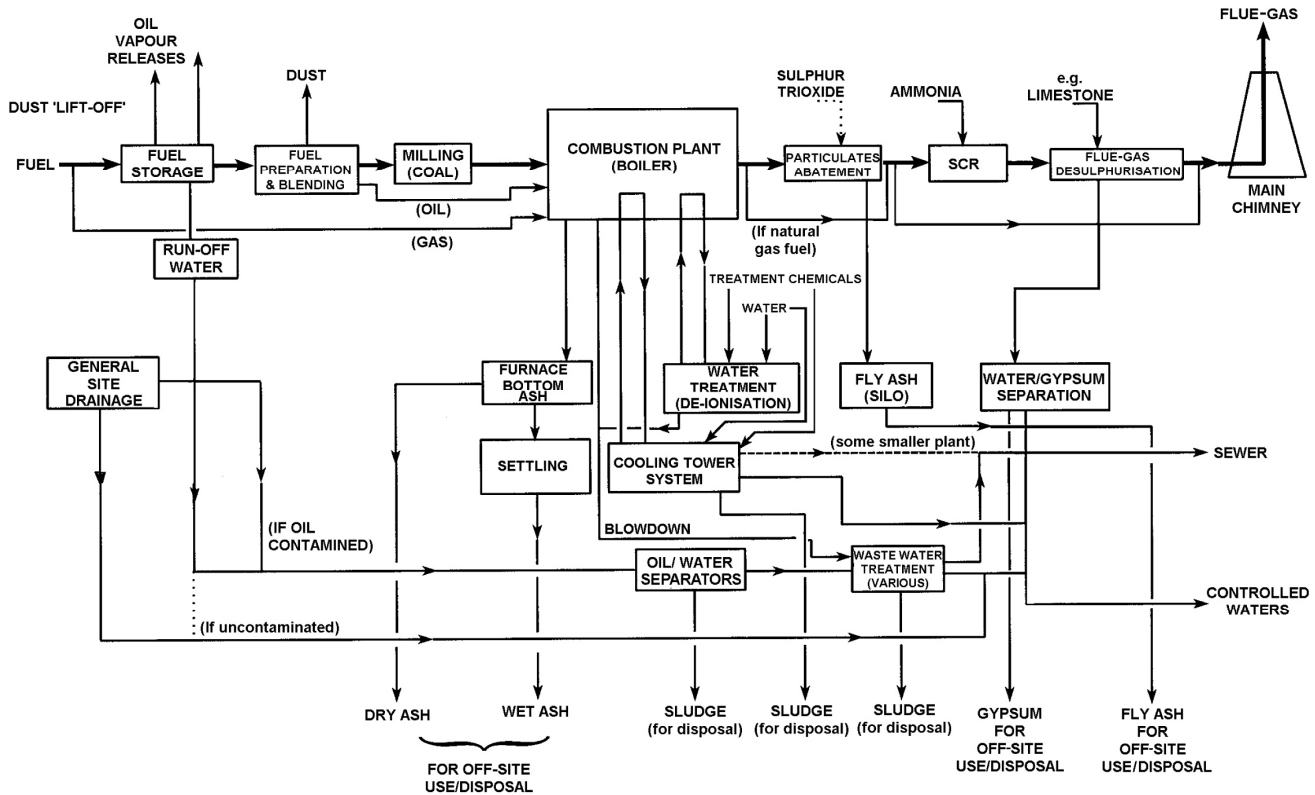 FLUE-GAS
OIL
VAPOUR
RELEASES
DUST
SULPHUR
TRIOXIDE
AMMONIA
e.g.
LIMESTONE
DUST 'LIFT-OFF'
FUEL
FUEL
STORAGE
FUEL
PREPARATION
& BLENDING
MILLING
(COAL)
COMBUSTION PLANT
(BOILER)
PARTICULATES
ABATEMENT
SCR
FLUE-GAS
DESULPHURISATION
MAIN
CHIMNEY
(OIL)
(GAS)
(If natural
gas fuel)
RUN-OFF
WATER
TREATMENT CHEMICALS
WATER
GENERAL
SITE
DRAINAGE
FURNACE
BOTTOM
ASH
WATER
TREATMENT
(DE-IONISATION)
FLY ASH
(SILO)
WATER/GYPSUM
SEPARATION
SETTLING
COOLING TOWER
SYSTEM
(some smaller plant)
SEWER
(IF OIL
CONTAMINED)
BLOWDOWN
OIL/ WATER
SEPARATORS
WASTE WATER
TREATMENT
(VARIOUS)
CONTROLLED
WATERS
(If uncontaminated)
DRY ASH
WET ASH
SLUDGE
(for disposal)
SLUDGE
(for disposal)
SLUDGE
(for disposal)
GYPSUM
FOR
OFF-SITE
USE/DISPOSAL
FLY ASH
FOR
OFF-SITE
USE/DISPOSAL
FOR OFF-SITE
USE/DISPOSAL